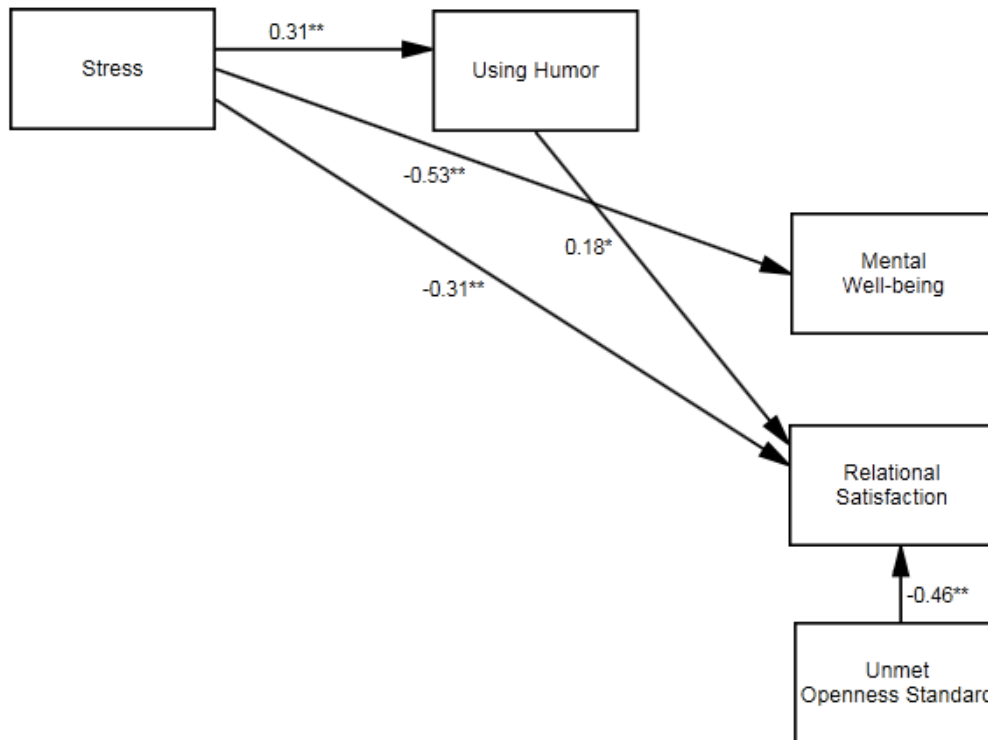 0.31**
Stress
Using Humor
-0.53**
0.18*
Mental
Well-being
-0.31**
Relational
Satisfaction
-0.46**
Unmet
Openness Standard